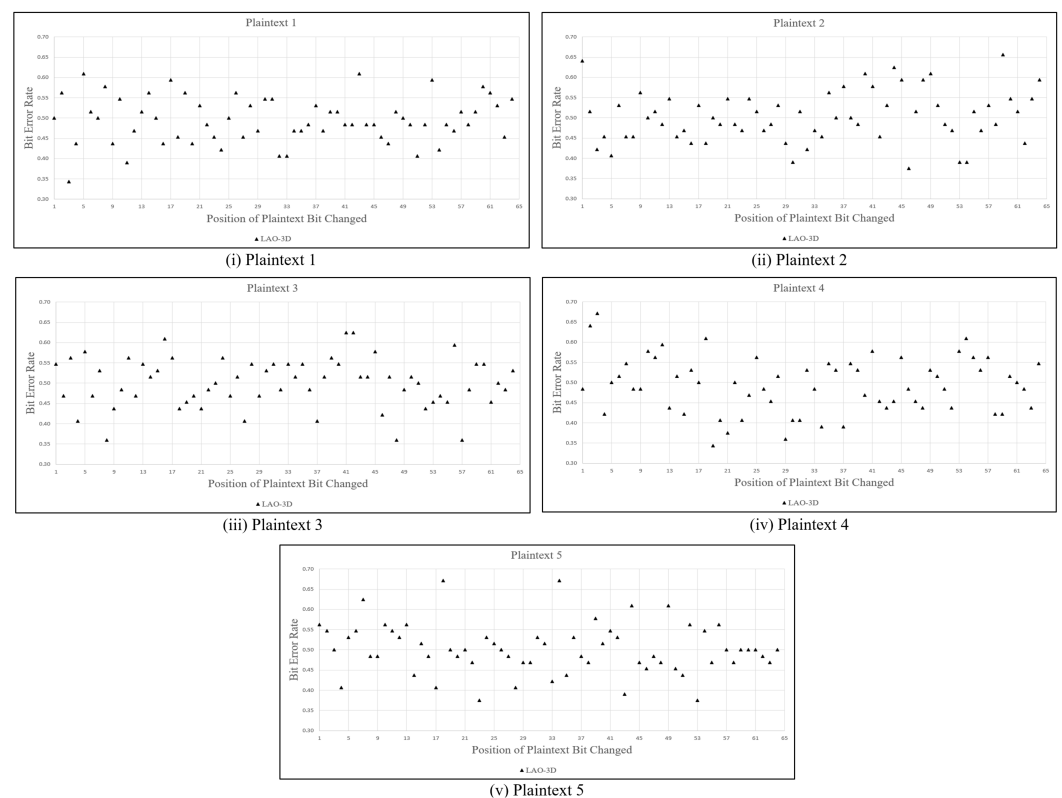 Plaintext 1
0.70
0.65
0.60
0.55
0.50
0.45
0.40
0.35
0.30
Bit Error Rate
1 5 9 13 17 21 25 29 33 37 41 45 49 53 57 61 65
Position of Plaintext Bit Changed
▲ LAO-3D
(i) Plaintext 1
Plaintext 2
0.70
0.65
0.60
0.55
0.50
0.45
0.40
0.35
0.30
Bit Error Rate
1 5 9 13 17 21 25 29 33 37 41 45 49 53 57 61 65
Position of Plaintext Bit Changed
▲ LAO-3D
(ii) Plaintext 2
Plaintext 3
0.70
0.65
0.60
0.55
0.50
0.45
0.40
0.35
0.30
Bit Error Rate
1 5 9 13 17 21 25 29 33 37 41 45 49 53 57 61 65
Position of Plaintext Bit Changed
▲ LAO-3D
(iii) Plaintext 3
Plaintext 4
0.70
0.65
0.60
0.55
0.50
0.45
0.40
0.35
0.30
Bit Error Rate
1 5 9 13 17 21 25 29 33 37 41 45 49 53 57 61 65
Position of Plaintext Bit Changed
▲ LAO-3D
(iv) Plaintext 4
Plaintext 5
0.70
0.65
0.60
0.55
0.50
0.45
0.40
0.35
0.30
Bit Error Rate
1 5 9 13 17 21 25 29 33 37 41 45 49 53 57 61 65
Position of Plaintext Bit Changed
▲ LAO-3D
(v) Plaintext 5